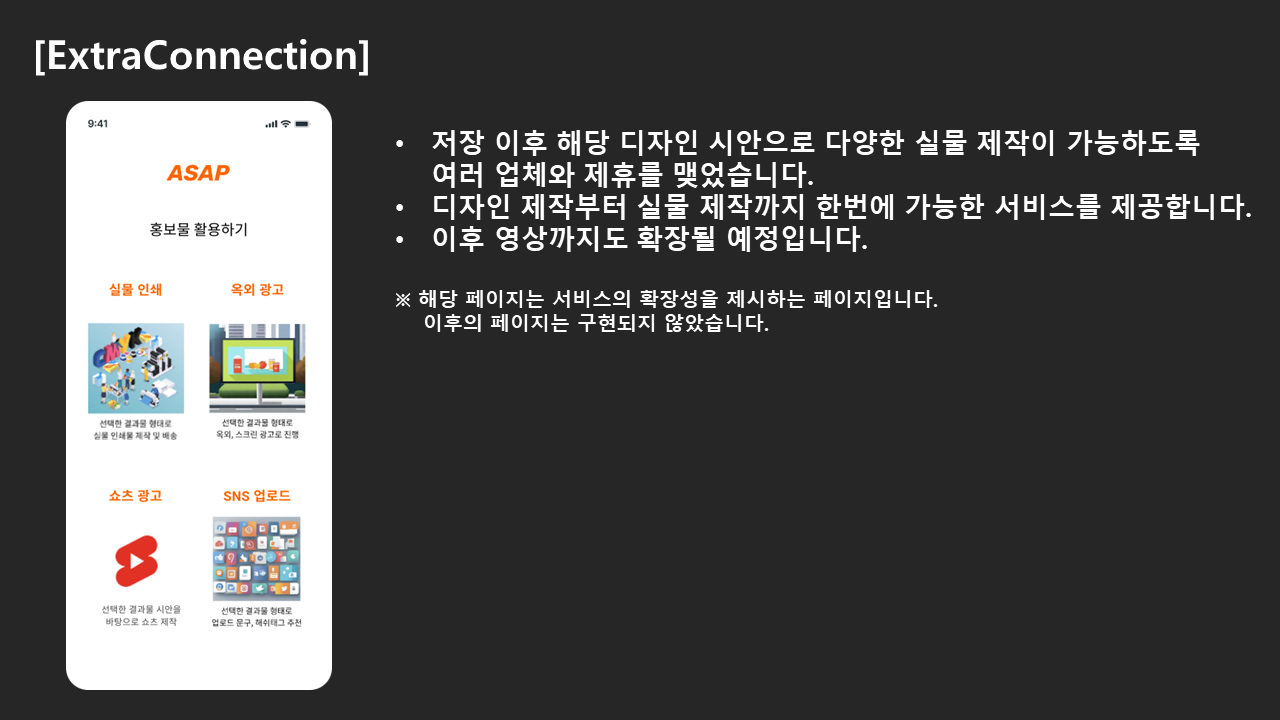 [ExtraConnection]
9:41
ASAP
홍보물 활용하기
실물 인쇄
옥외 광고
선택한 결과물 형태로
실물 인쇄물 제작 및 배송
선택한 결과물 형태로
옥외, 스크린 광고로 진행
쇼츠 광고
SNS 업로드
선택한 결과물 시안을
바탕으로 쇼츠 제작
선택한 결과물 형태로
업로드 문구, 해쉬태그 추천
• 저장 이후 해당 디자인 시안으로 다양한 실물 제작이 가능하도록
여러 업체와 제휴를 맺었습니다.
• 디자인 제작부터 실물 제작까지 한번에 가능한 서비스를 제공합니다.
• 이후 영상까지도 확장될 예정입니다.
※ 해당 페이지는 서비스의 확장성을 제시하는 페이지입니다.
이후의 페이지는 구현되지 않았습니다.